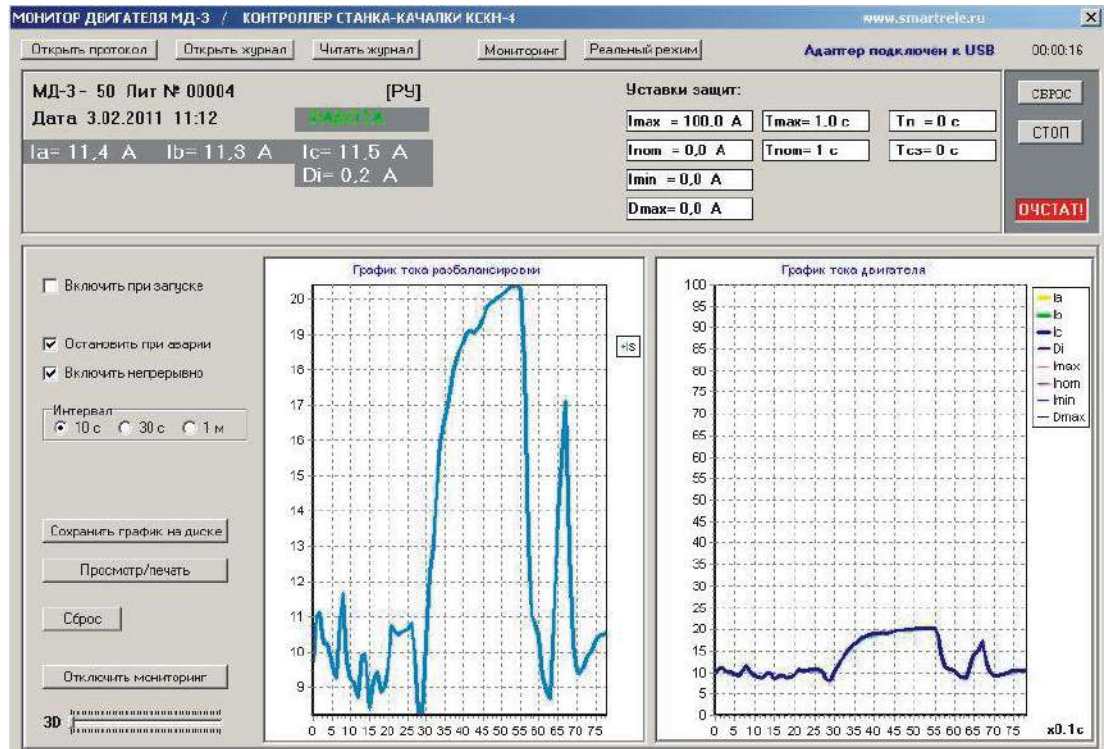 МОНИТОР ДВИГАТЕЛЯ МД-3 / КОНТРОЛЛЕР СТАНКА-КАЧАЛКИ КСКН-4 www.smartrele.ru
Открыть протокол Открыть журнал Читать журнал Мониторинг Реальный режим Адаптер подключен к USB 00:00:16
МД-3 - 50 Лит № 00004 [РУ]
Дата 3.02.2011 11:12 РАБОТА
Ia= 11,4 A Ib= 11,3 A Ic= 11,5 A
Di= 0,2 A
Уставки защит:
Imax = 100.0 A Tmax= 1.0 c Тп = 0 c
Inom = 0,0 A Tnom= 1 c Tсз= 0 c
Imin = 0,0 A
Dmax= 0,0 A
СБРОС
СТОП
ОЧСТАТ!
Включить при запуске
Остановить при аварии
Включить непрерывно
Интервал
10 с 30 с 1 м
Сохранить график на диске
Просмотр/печать
Сброс
Отключить мониторинг
3D
График тока разбалансировки
20
19
18
17
16
15
14
13
12
11
10
9
0 5 10 15 20 25 30 35 40 45 50 55 60 65 70 75
+IS
График тока двигателя
100
95
90
85
80
75
70
65
60
55
50
45
40
35
30
25
20
15
10
5
0
0 5 10 15 20 25 30 35 40 45 50 55 60 65 70 75
x0.1c
Ia
Ib
Ic
Di
Imax
Inom
Imin
Dmax